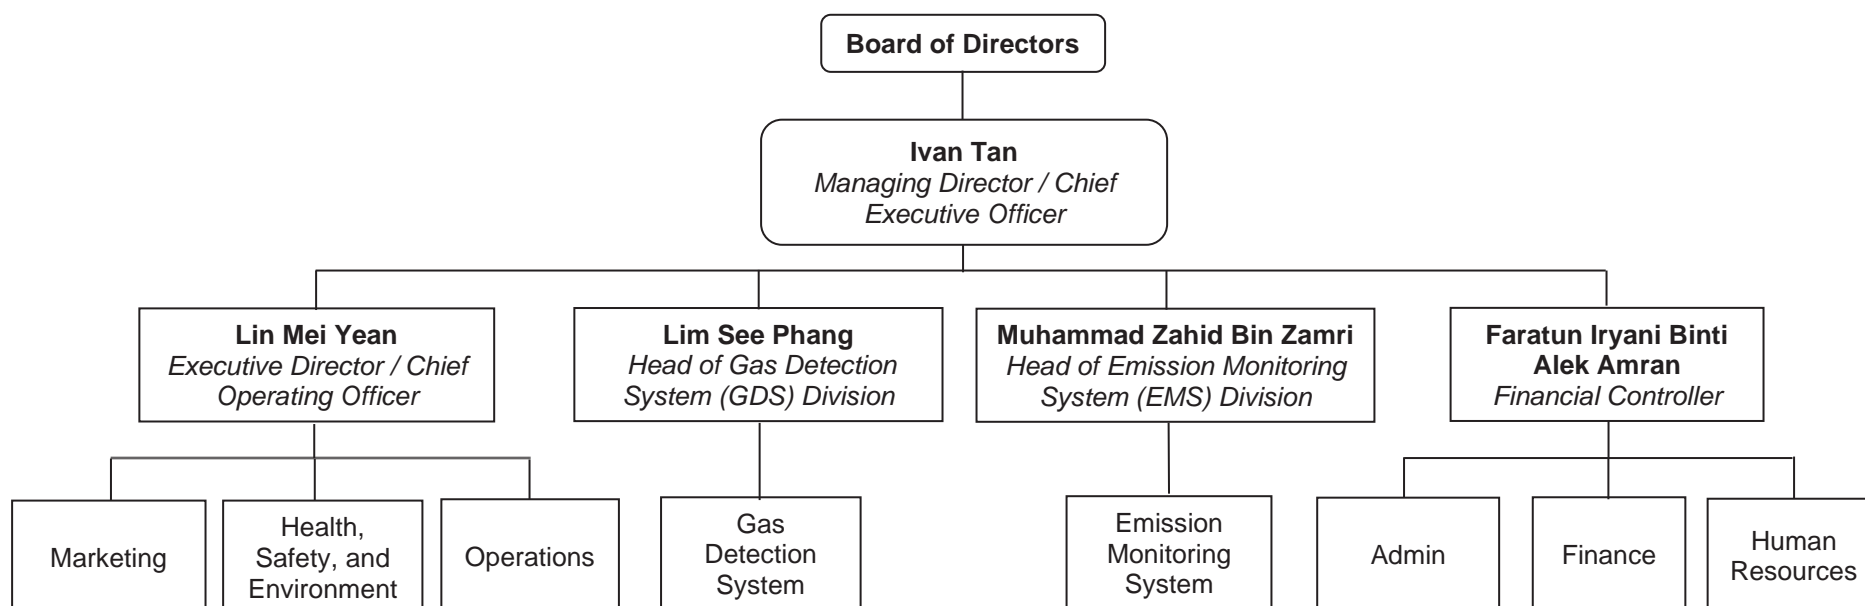 Board of Directors
Ivan Tan
Managing Director / Chief
Executive Officer
Lin Mei Yean
Executive Director / Chief
Operating Officer
Lim See Phang
Head of Gas Detection
System (GDS) Division
Muhammad Zahid Bin Zamri
Head of Emission Monitoring
System (EMS) Division
Faratun Iryani Binti
Alek Amran
Financial Controller
Marketing
Health,
Safety, and
Environment
Operations
Gas
Detection
System
Emission
Monitoring
System
Admin
Finance
Human
Resources